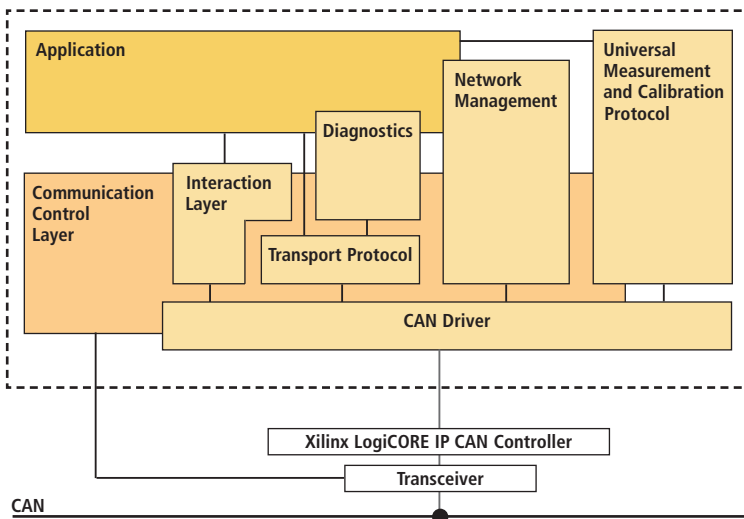 Application
Universal
Measurement
and Calibration
Protocol
Network
Management
Diagnostics
Interaction
Layer
Communication
Control
Layer
Transport Protocol
CAN Driver
Xilinx LogiCORE IP CAN Controller
Transceiver
CAN